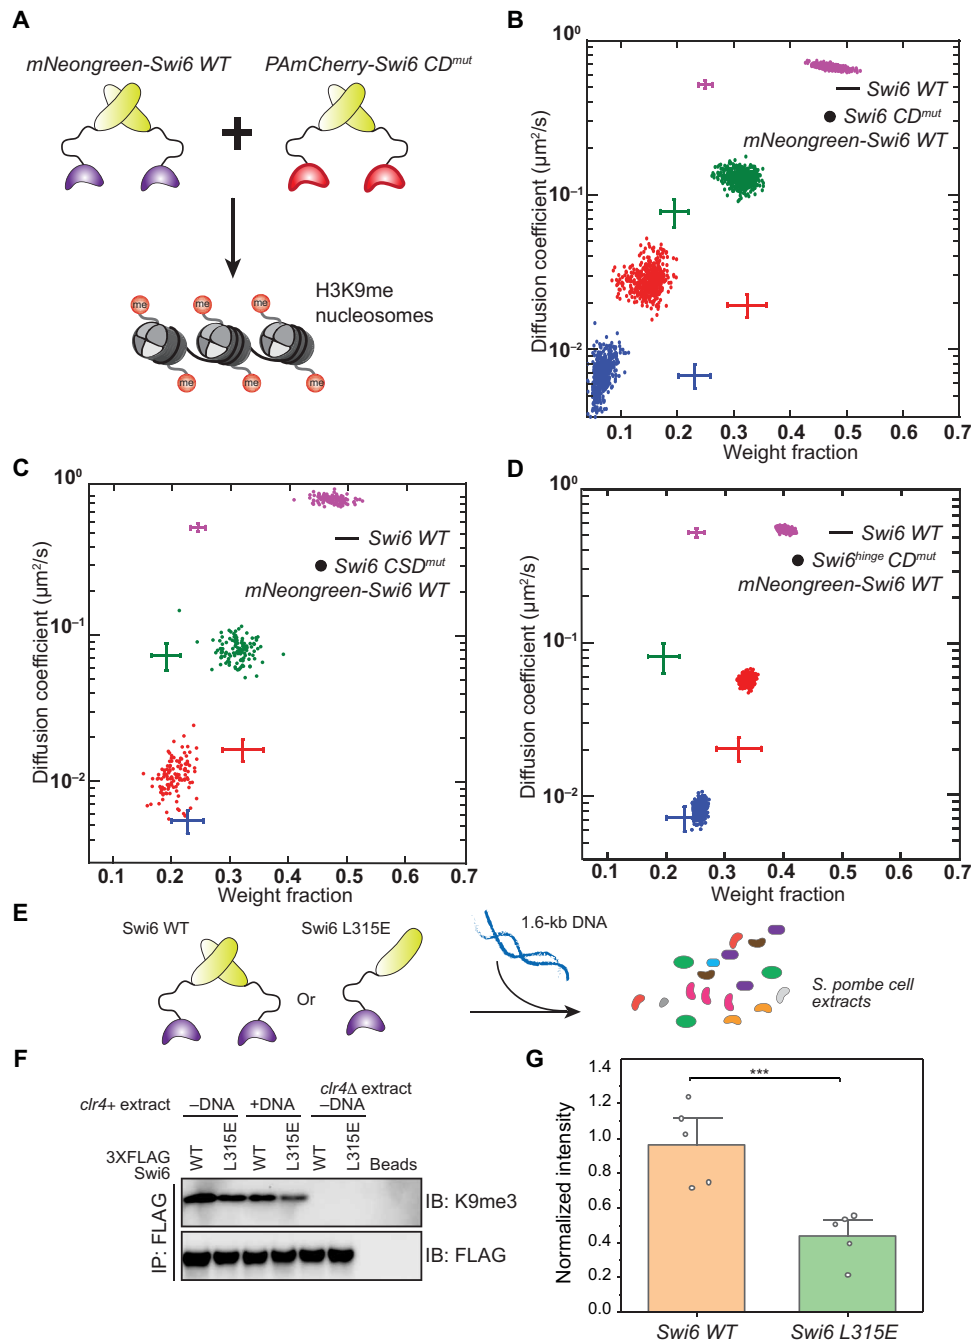 A
mNeongreen-Swi6 WT
PAmCherry-Swi6 CDmut
+
H3K9me
nucleosomes
me me me
me me me
B
Diffusion coefficient (µm²/s)
10⁰
10⁻¹
10⁻²
Swi6 WT
Swi6 CDmut
mNeongreen-Swi6 WT
0.1 0.2 0.3 0.4 0.5 0.6 0.7
Weight fraction
C
Diffusion coefficient (µm²/s)
10⁰
10⁻¹
10⁻²
Swi6 WT
Swi6 CSDmut
mNeongreen-Swi6 WT
0.1 0.2 0.3 0.4 0.5 0.6 0.7
Weight fraction
D
Diffusion coefficient (µm²/s)
10⁰
10⁻¹
10⁻²
Swi6 WT
Swi6hinge CDmut
mNeongreen-Swi6 WT
0.1 0.2 0.3 0.4 0.5 0.6 0.7
Weight fraction
E
Swi6 WT
Or
Swi6 L315E
1.6-kb DNA
S. pombe cell
extracts
F
clr4+ extract
–DNA
+DNA
clr4Δ extract
–DNA
3XFLAG
Swi6
WT L315E WT L315E WT L315E Beads
IP: FLAG
IB: K9me3
IB: FLAG
G
Normalized intensity
1.4
1.2
1.0
0.8
0.6
0.4
0.2
0.0
***
Swi6 WT
Swi6 L315E